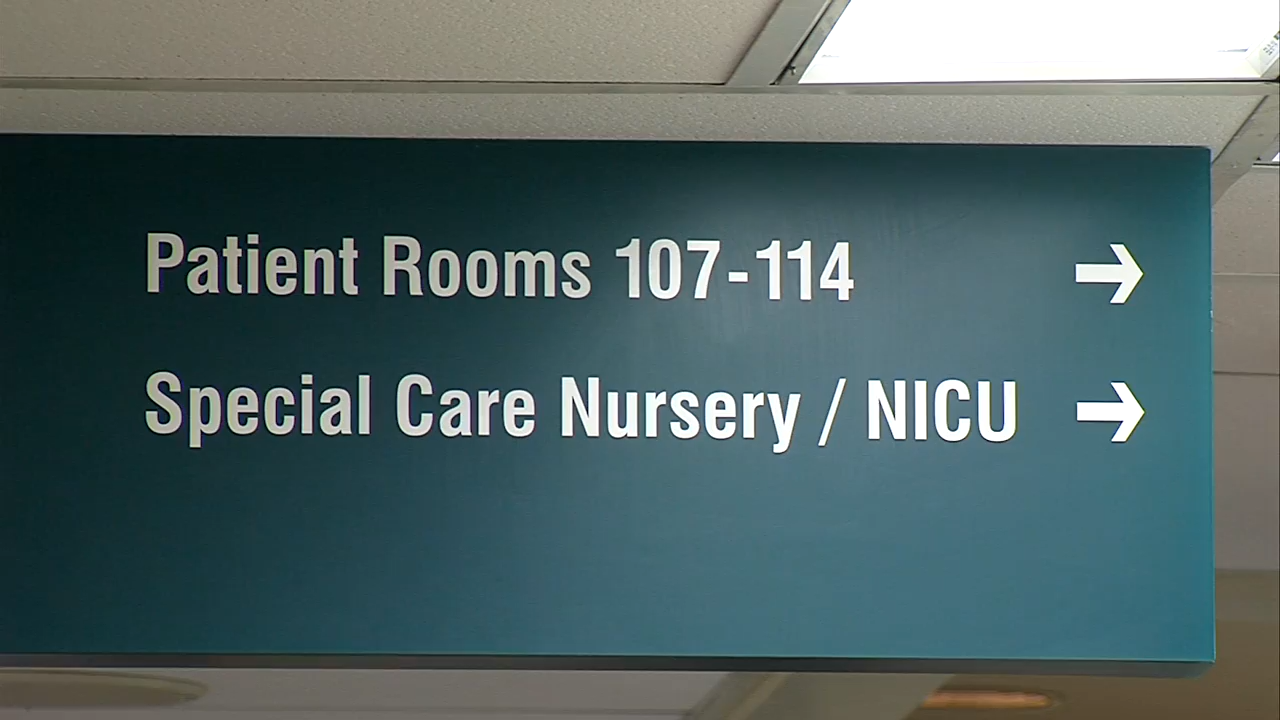 Patient Rooms 107-114 →
Special Care Nursery / NICU →